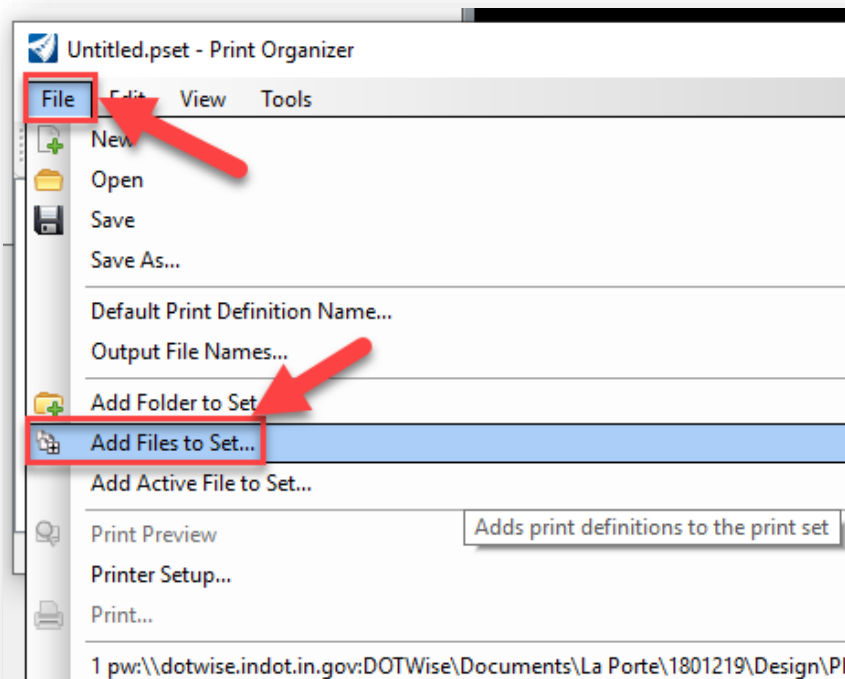 Untitled.pset - Print Organizer
File Edit View Tools
New
Open
Save
Save As...
Default Print Definition Name...
Output File Names...
Add Folder to Set
Add Files to Set...
Add Active File to Set...
Adds print definitions to the print set
Print Preview
Printer Setup...
Print...
1 pw:\\dotwise.indot.in.gov:DOTWise\Documents\La Porte\1801219\Design\Pl